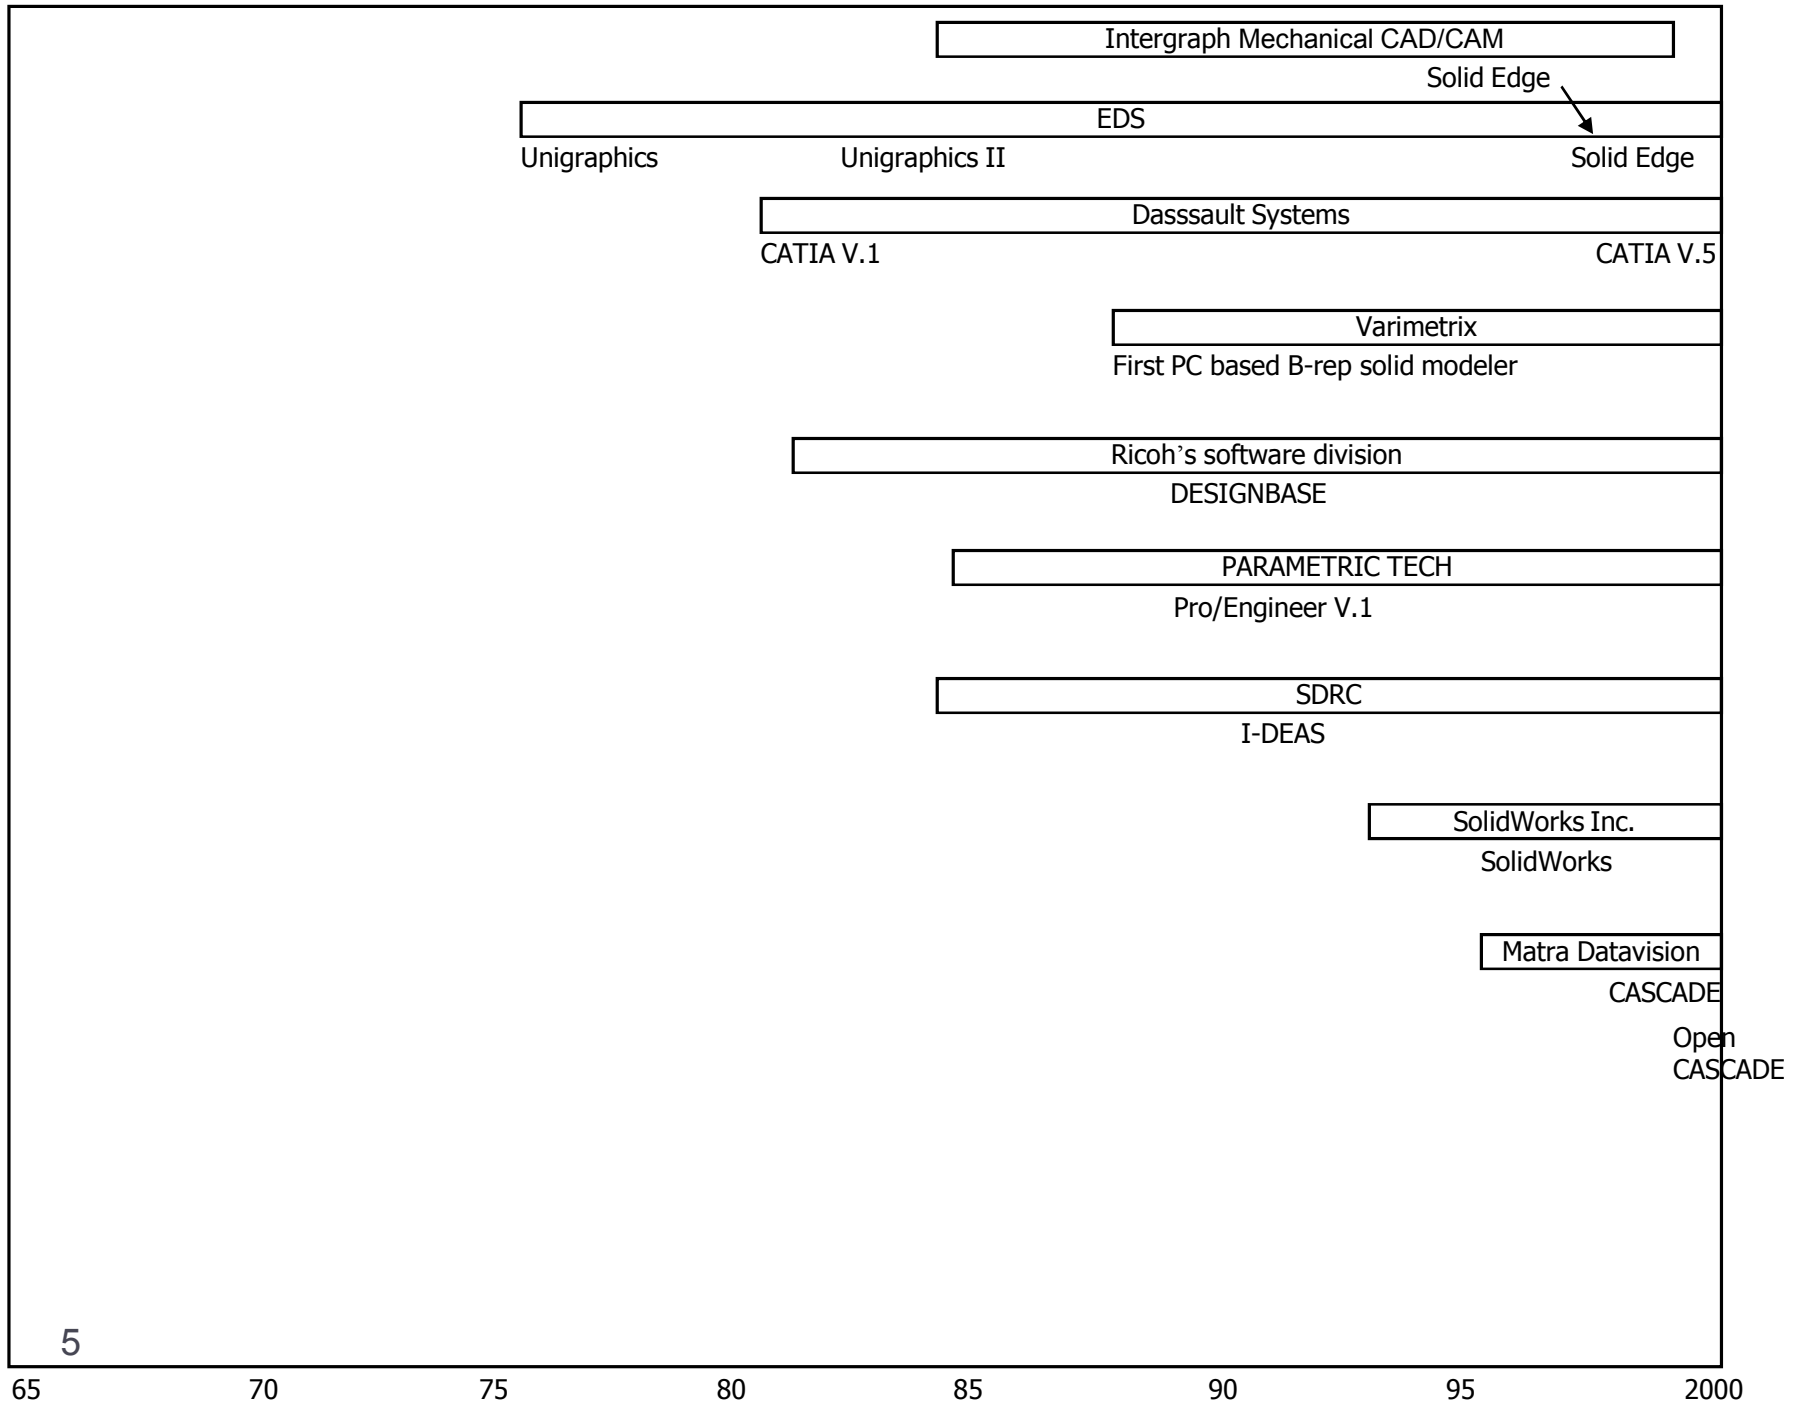 Intergraph Mechanical CAD/CAM
Solid Edge
EDS
Unigraphics Unigraphics II Solid Edge
Dasssault Systems
CATIA V.1 CATIA V.5
Varimetrix
First PC based B-rep solid modeler
Ricoh’s software division
DESIGNBASE
PARAMETRIC TECH
Pro/Engineer V.1
SDRC
I-DEAS
SolidWorks Inc.
SolidWorks
Matra Datavision
CASCADE
Open
CASCADE
5
65 70 75 80 85 90 95 2000